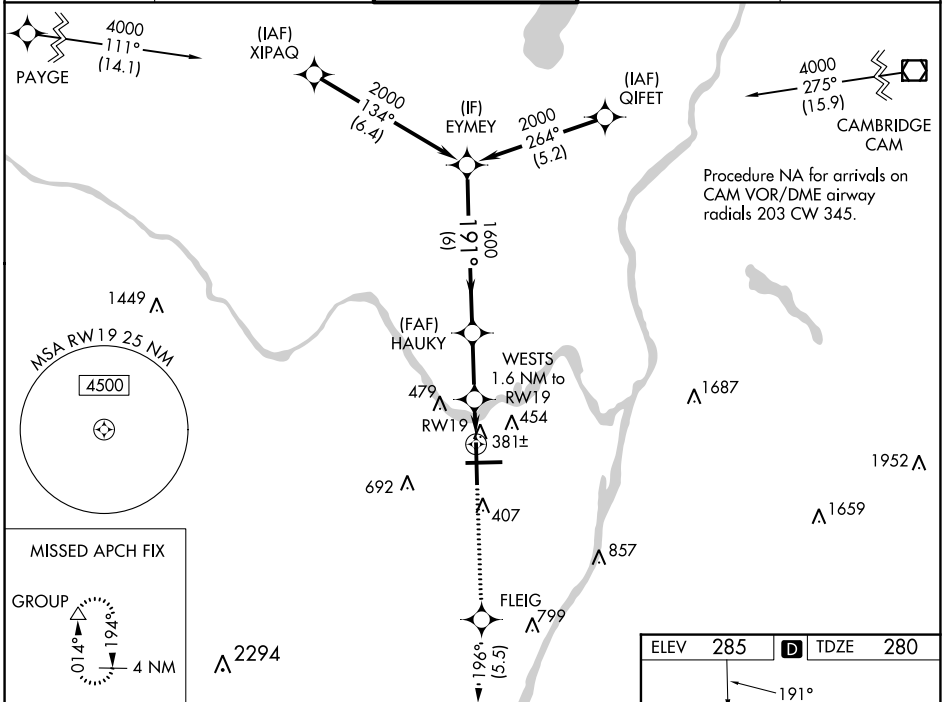 4000
111°
(14.1)
PAYGE
(IAF)
XIPAQ
2000
134°
(6.4)
(IF)
EYMEY
(IAF)
QIFET
2000
264°
(5.2)
4000
275°
(15.9)
CAMBRIDGE
CAM
Procedure NA for arrivals on
CAM VOR/DME airway
radials 203 CW 345.
1600
191°
(6)
1449
MSA RW19 25 NM
4500
(FAF)
HAUKY
WESTS
1.6 NM to
RW19
479
454
RW19
381±
1687
692
407
1952
1659
857
MISSED APCH FIX
GROUP
014°
194°
4 NM
2294
FLEIG
799
196°
(5.5)
ELEV 285 D TDZE 280
191°